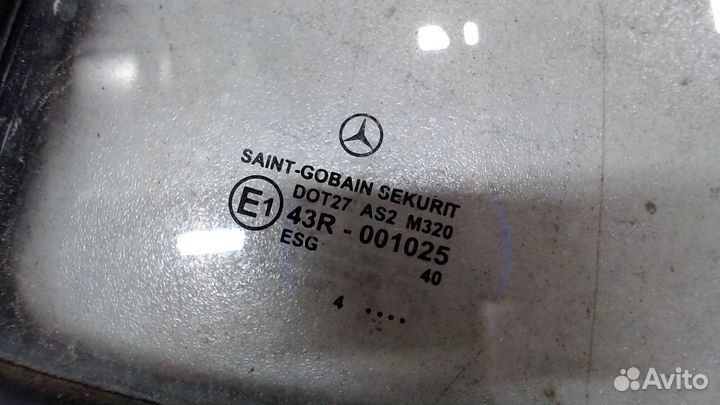 SAINT-GOBAIN SEKURIT
DOT27 AS2 M320
E1 43R - 001025
ESG 40
4 ....
Avito